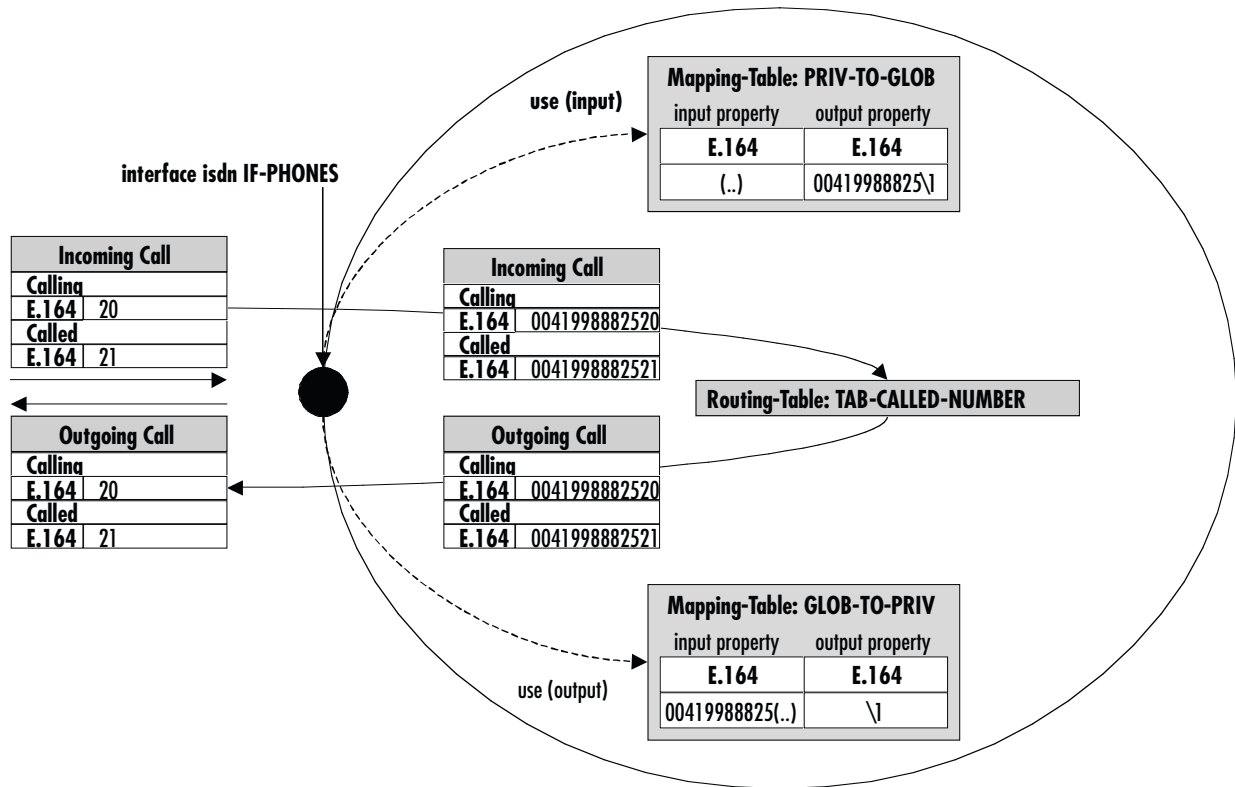 Mapping-Table: PRIV-TO-GLOB
input property output property
E.164 E.164
(..) 00419988825\1
use (input)
interface isdn IF-PHONES
Incoming Call
Calling
E.164 20
Called
E.164 21
Incoming Call
Calling
E.164 0041998882520
Called
E.164 0041998882521
Routing-Table: TAB-CALLED-NUMBER
Outgoing Call
Calling
E.164 20
Called
E.164 21
Outgoing Call
Calling
E.164 0041998882520
Called
E.164 0041998882521
use (output)
Mapping-Table: GLOB-TO-PRIV
input property output property
E.164 E.164
00419988825(..) \1